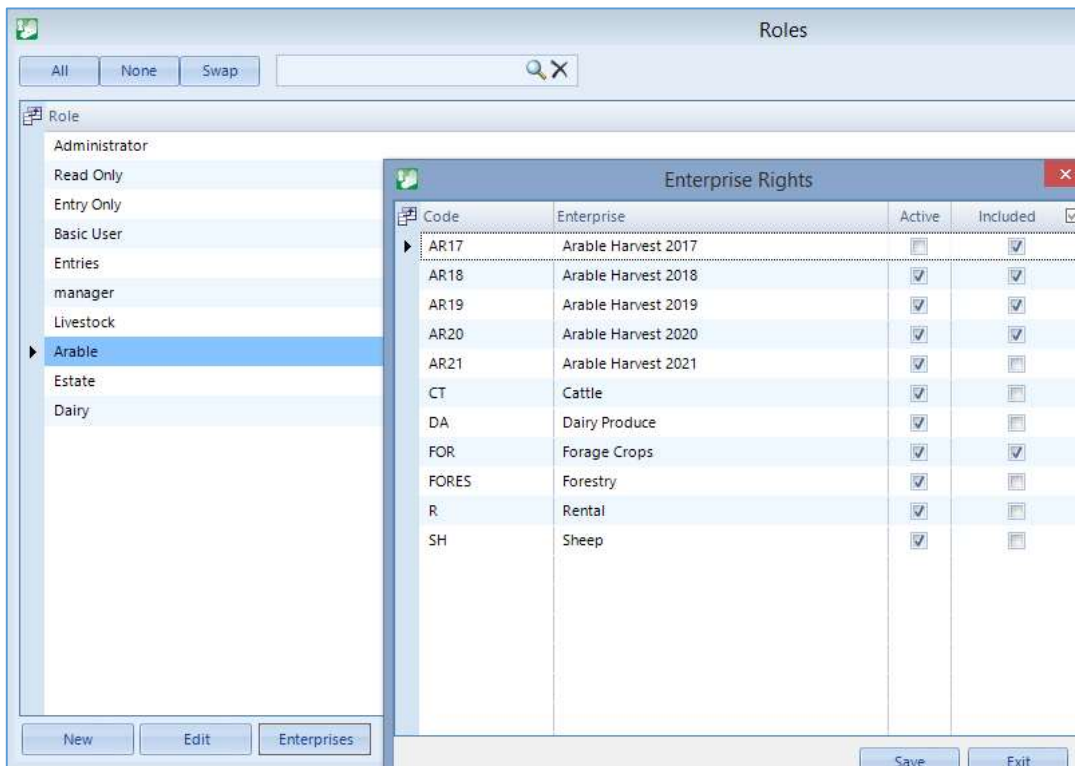 Roles
All None Swap
Role
Administrator
Read Only
Entry Only
Basic User
Entries
manager
Livestock
Arable
Estate
Dairy
New Edit Enterprises
Enterprise Rights
Code Enterprise Active Included
AR17 Arable Harvest 2017
AR18 Arable Harvest 2018
AR19 Arable Harvest 2019
AR20 Arable Harvest 2020
AR21 Arable Harvest 2021
CT Cattle
DA Dairy Produce
FOR Forage Crops
FORES Forestry
R Rental
SH Sheep
Save Exit